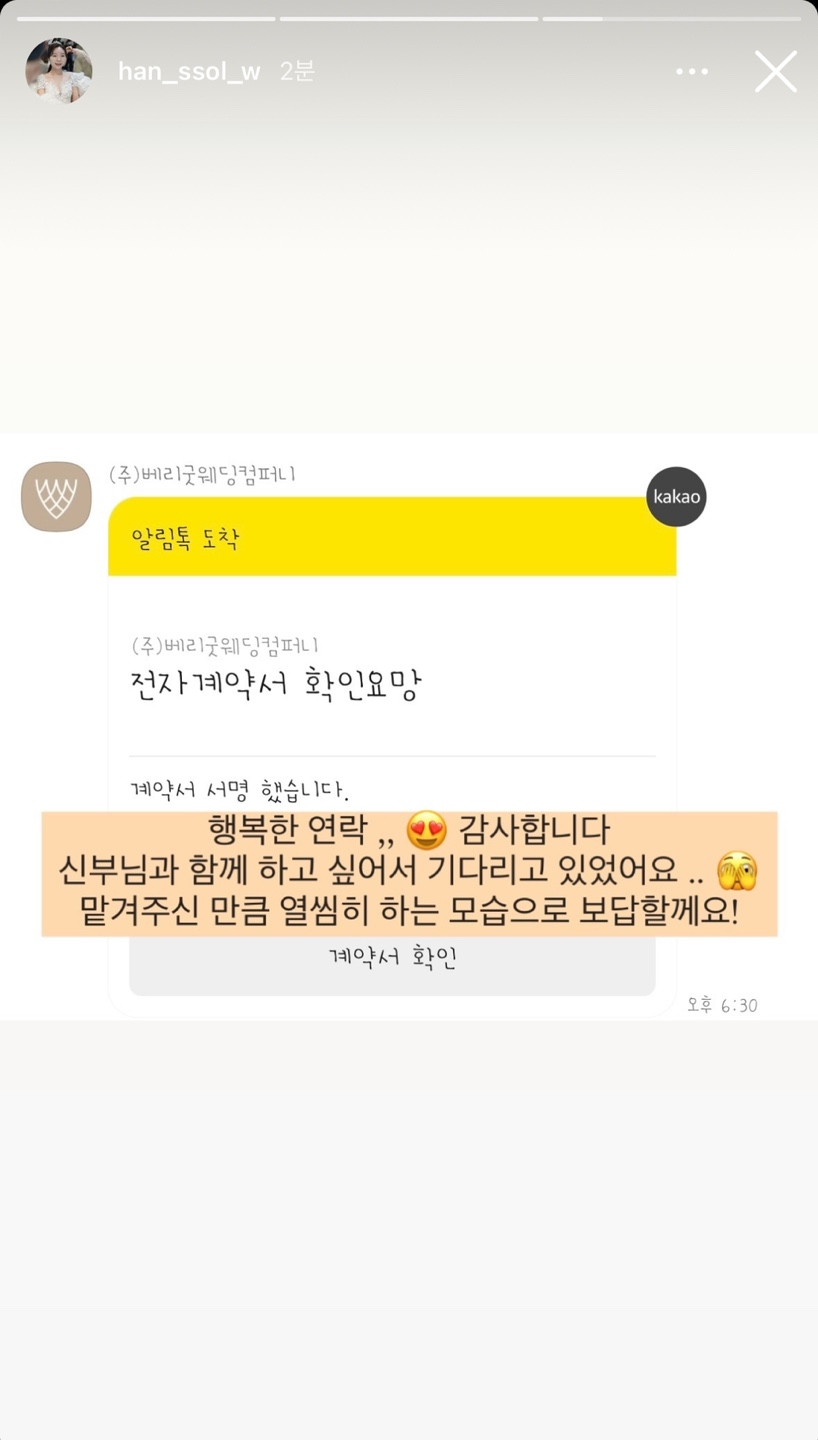 han_ssol_w 2분
(주)베리굿웨딩컴퍼니
kakao
알림톡 도착
(주)베리굿웨딩컴퍼니
전자계약서 확인요망
계약서 서명 했습니다.
행복한 연락 ,, 😍 감사합니다
신부님과 함께 하고 싶어서 기다리고 있었어요 .. 🫣
맡겨주신 만큼 열씸히 하는 모습으로 보답할께요!
계약서 확인
오후 6:30